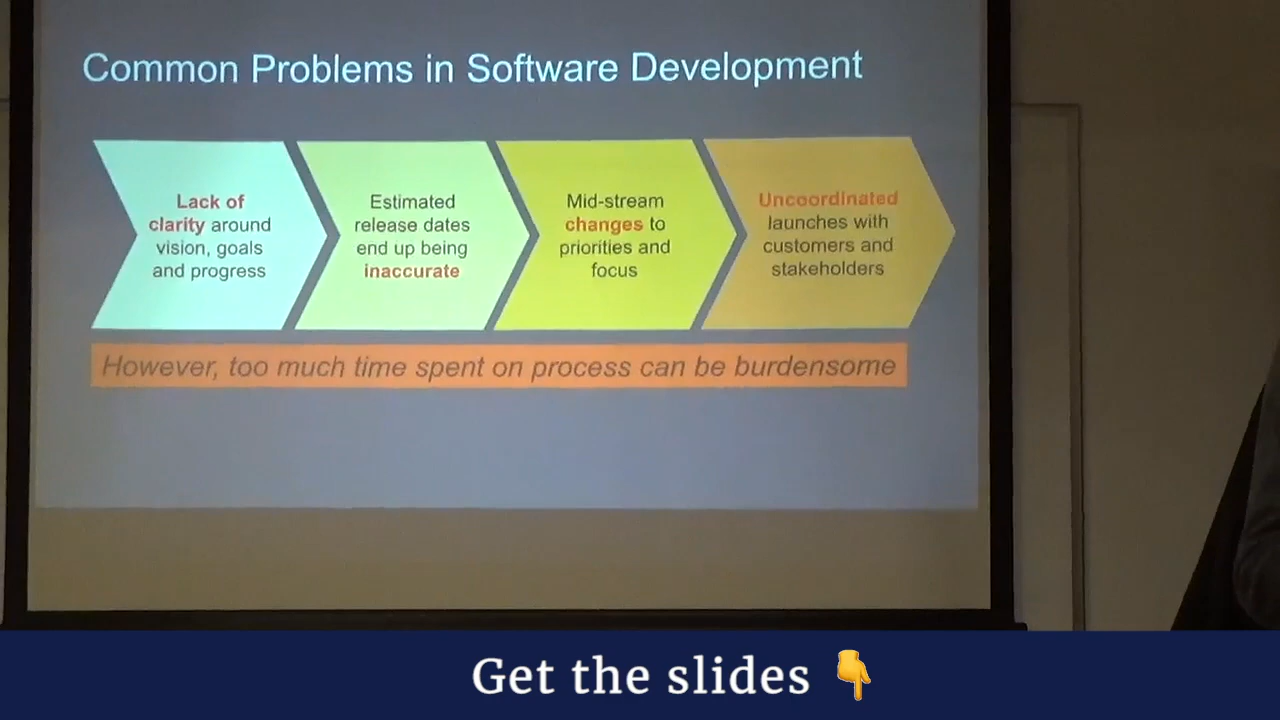 Common Problems in Software Development
Lack of
clarity around
vision, goals
and progress
Estimated
release dates
end up being
inaccurate
Mid-stream
changes to
priorities and
focus
Uncoordinated
launches with
customers and
stakeholders
However, too much time spent on process can be burdensome
Get the slides 👇